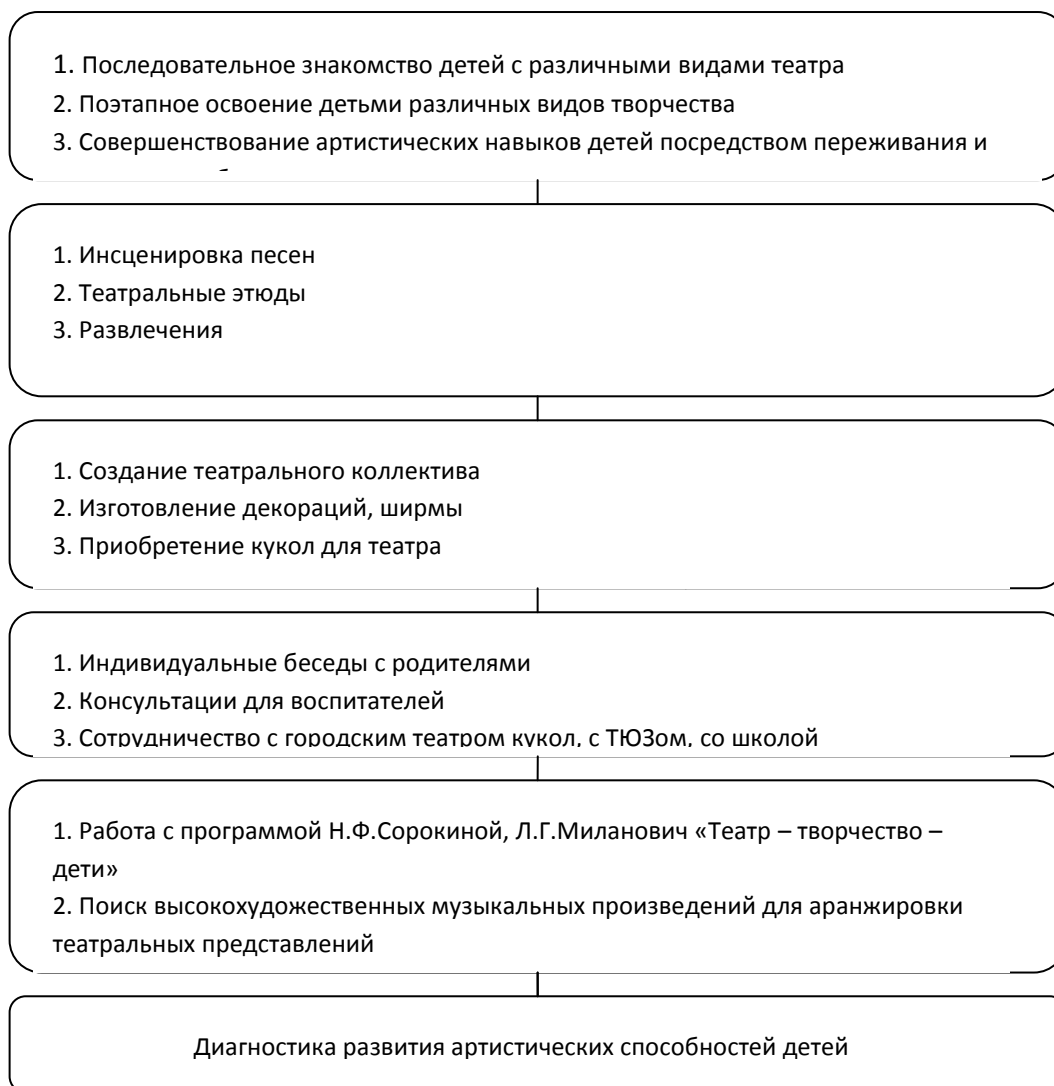 1. Последовательное знакомство детей с различными видами театра
2. Поэтапное освоение детьми различных видов творчества
3. Совершенствование артистических навыков детей посредством переживания и
1. Инсценировка песен
2. Театральные этюды
3. Развлечения
1. Создание театрального коллектива
2. Изготовление декораций, ширмы
3. Приобретение кукол для театра
1. Индивидуальные беседы с родителями
2. Консультации для воспитателей
3. Сотрудничество с городским театром кукол, с ТЮЗом, со школой
1. Работа с программой Н.Ф.Сорокиной, Л.Г.Миланович «Театр – творчество –
дети»
2. Поиск высокохудожественных музыкальных произведений для аранжировки
театральных представлений
Диагностика развития артистических способностей детей